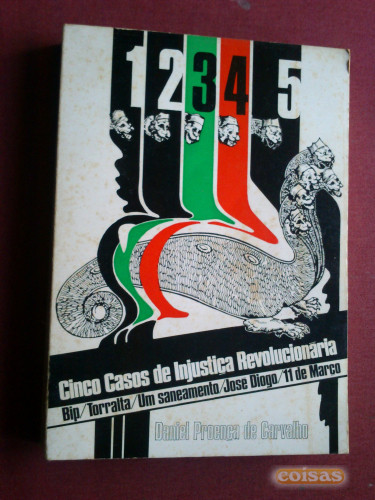 1 2 3 4 5
Cinco Casos de Injustiça Revolucionária
Bip/Torralta/Um saneamento/José Diogo/11 de Março
Daniel Proença de Carvalho
coisas